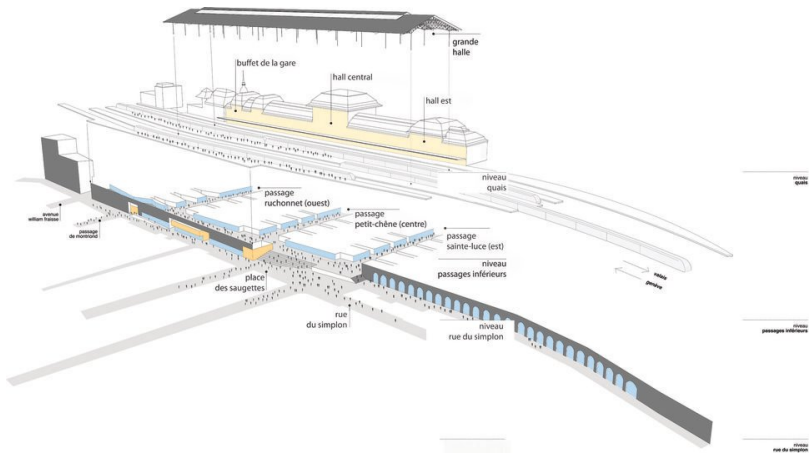 grande
halle
buffet de la gare
hall central
hall est
niveau
quais
niveau
quais
passage
ruchonnet (ouest)
avenue
william fraisse
passage
de montriond
passage
petit-chêne (centre)
passage
sainte-luce (est)
niveau
passages inférieurs
valais
genève
place
des saugettes
rue
du simplon
niveau
rue du simplon
niveau
passages inférieurs
niveau
rue du simplon